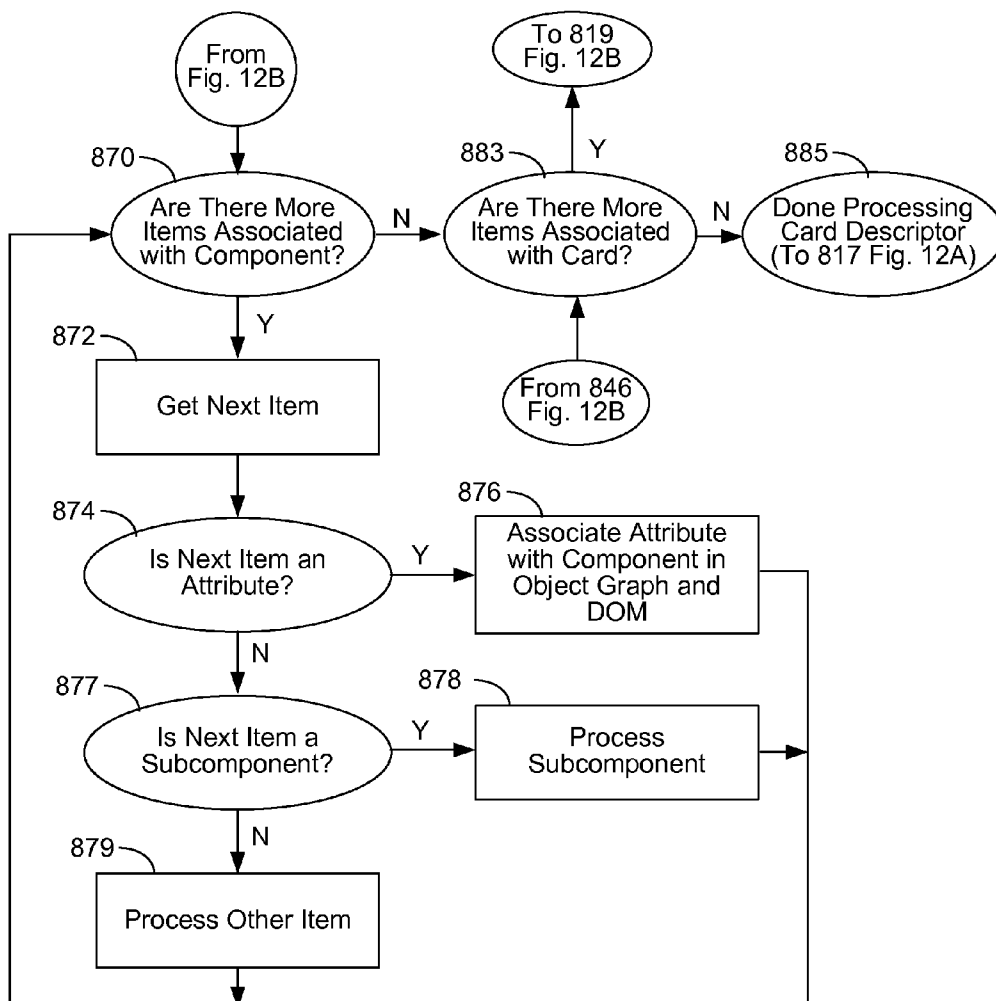 From
Fig. 12B
To 819
Fig. 12B
870
Are There More
Items Associated
with Component?
N
Y
883
Are There More
Items Associated
with Card?
Y
N
885
Done Processing
Card Descriptor
(To 817 Fig. 12A)
From 846
Fig. 12B
872
Get Next Item
874
Is Next Item an
Attribute?
Y
N
876
Associate Attribute
with Component in
Object Graph and
DOM
877
Is Next Item a
Subcomponent?
Y
N
878
Process
Subcomponent
879
Process Other Item